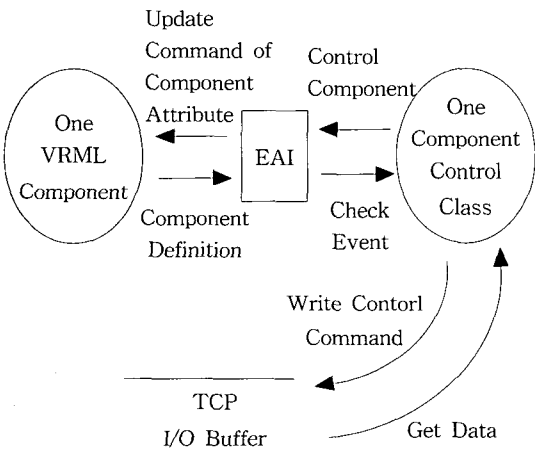 Update
Command of
Component
Attribute
Control
Component
One
VRML
Component
EAI
One
Component
Control
Class
Component
Definition
Check
Event
Write Contorl
Command
TCP
I/O Buffer
Get Data